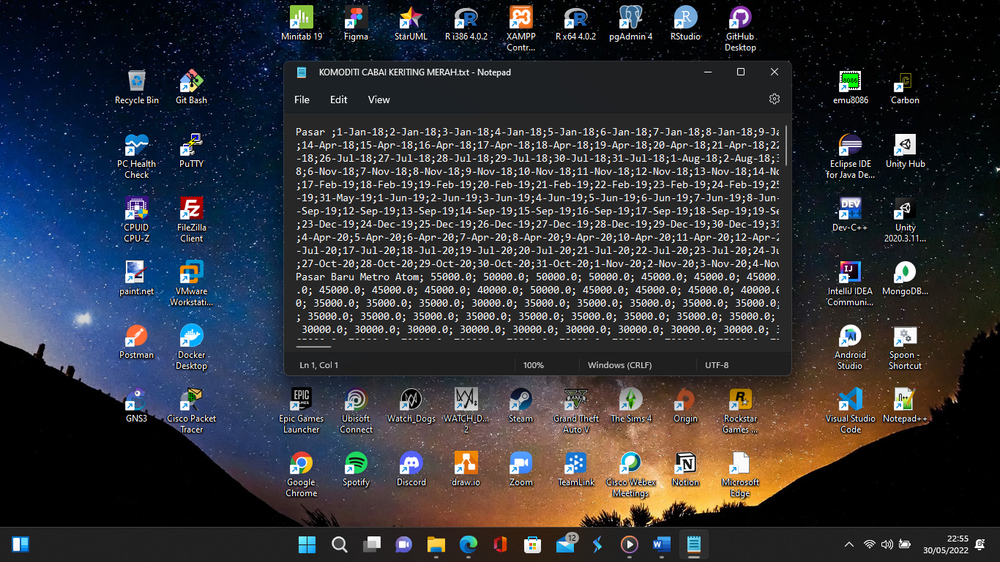 Minitab 19
Figma
StarUML
R i386 4.0.2
XAMPP
Contr...
R x64 4.0.2
pgAdmin 4
RStudio
GitHub
Desktop
KOMODITI CABAI KERITING MERAH.txt - Notepad
File Edit View
Pasar ;1-Jan-18;2-Jan-18;3-Jan-18;4-Jan-18;5-Jan-18;6-Jan-18;7-Jan-18;8-Jan-18;9-Ja
;14-Apr-18;15-Apr-18;16-Apr-18;17-Apr-18;18-Apr-18;19-Apr-18;20-Apr-18;21-Apr-18;22
-18;26-Jul-18;27-Jul-18;28-Jul-18;29-Jul-18;30-Jul-18;31-Jul-18;1-Aug-18;2-Aug-18;3
8;6-Nov-18;7-Nov-18;8-Nov-18;9-Nov-18;10-Nov-18;11-Nov-18;12-Nov-18;13-Nov-18;14-No
;17-Feb-19;18-Feb-19;19-Feb-19;20-Feb-19;21-Feb-19;22-Feb-19;23-Feb-19;24-Feb-19;25
-19;31-May-19;1-Jun-19;2-Jun-19;3-Jun-19;4-Jun-19;5-Jun-19;6-Jun-19;7-Jun-19;8-Jun-
-Sep-19;12-Sep-19;13-Sep-19;14-Sep-19;15-Sep-19;16-Sep-19;17-Sep-19;18-Sep-19;19-Se
;23-Dec-19;24-Dec-19;25-Dec-19;26-Dec-19;27-Dec-19;28-Dec-19;29-Dec-19;30-Dec-19;31
;4-Apr-20;5-Apr-20;6-Apr-20;7-Apr-20;8-Apr-20;9-Apr-20;10-Apr-20;11-Apr-20;12-Apr-2
-Jul-20;17-Jul-20;18-Jul-20;19-Jul-20;20-Jul-20;21-Jul-20;22-Jul-20;23-Jul-20;24-Ju
;27-Oct-20;28-Oct-20;29-Oct-20;30-Oct-20;31-Oct-20;1-Nov-20;2-Nov-20;3-Nov-20;4-Nov
Pasar Baru Metro Atom; 55000.0; 50000.0; 50000.0; 50000.0; 45000.0; 45000.0; 45000.
.0; 45000.0; 45000.0; 45000.0; 40000.0; 50000.0; 45000.0; 45000.0; 45000.0; 40000.0
0; 35000.0; 35000.0; 35000.0; 30000.0; 35000.0; 35000.0; 35000.0; 35000.0; 35000.0;
; 35000.0; 35000.0; 35000.0; 35000.0; 35000.0; 35000.0; 35000.0; 35000.0; 35000.0;
30000.0; 30000.0; 30000.0; 30000.0; 30000.0; 30000.0; 30000.0; 30000.0; 30000.0; 3
Ln 1, Col 1
100%
Windows (CRLF)
UTF-8
Recycle Bin
Git Bash
PC Health
Check
PuTTY
CPUID
CPU-Z
FileZilla
Client
paint.net
VMware
Workstati...
Postman
Docker
Desktop
GNS3
Cisco Packet
Tracer
8086
emu8086
Carbon
Eclipse IDE
for Java De...
Unity Hub
DEV
Dev-C++
Unity
2020.3.11...
IJ
IntelliJ IDEA
Communi...
MongoDB...
Android
Studio
Spoon -
Shortcut
Visual Studio
Code
Notepad++
EPIC
GAMES
Epic Games
Launcher
Ubisoft
Connect
Watch_Dogs
WATCH_D...
2
Steam
Grand Theft
Auto V
The Sims 4
Origin
Rockstar
Games ...
Google
Chrome
Spotify
Discord
draw.io
Zoom
TeamLink
Cisco Webex
Meetings
Notion
Microsoft
Edge
12
22:55
30/05/2022